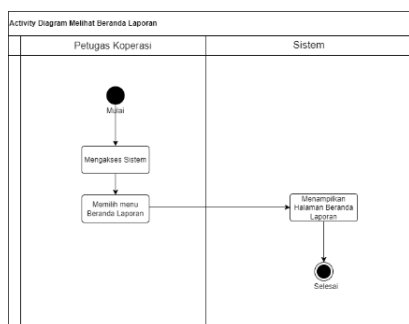 Activity Diagram Melihat Beranda Laporan
Petugas Koperasi
Sistem
Mulai
Mengakses Sistem
Memilih menu
Beranda Laporan
Menampilkan
Halaman Beranda
Laporan
Selesai